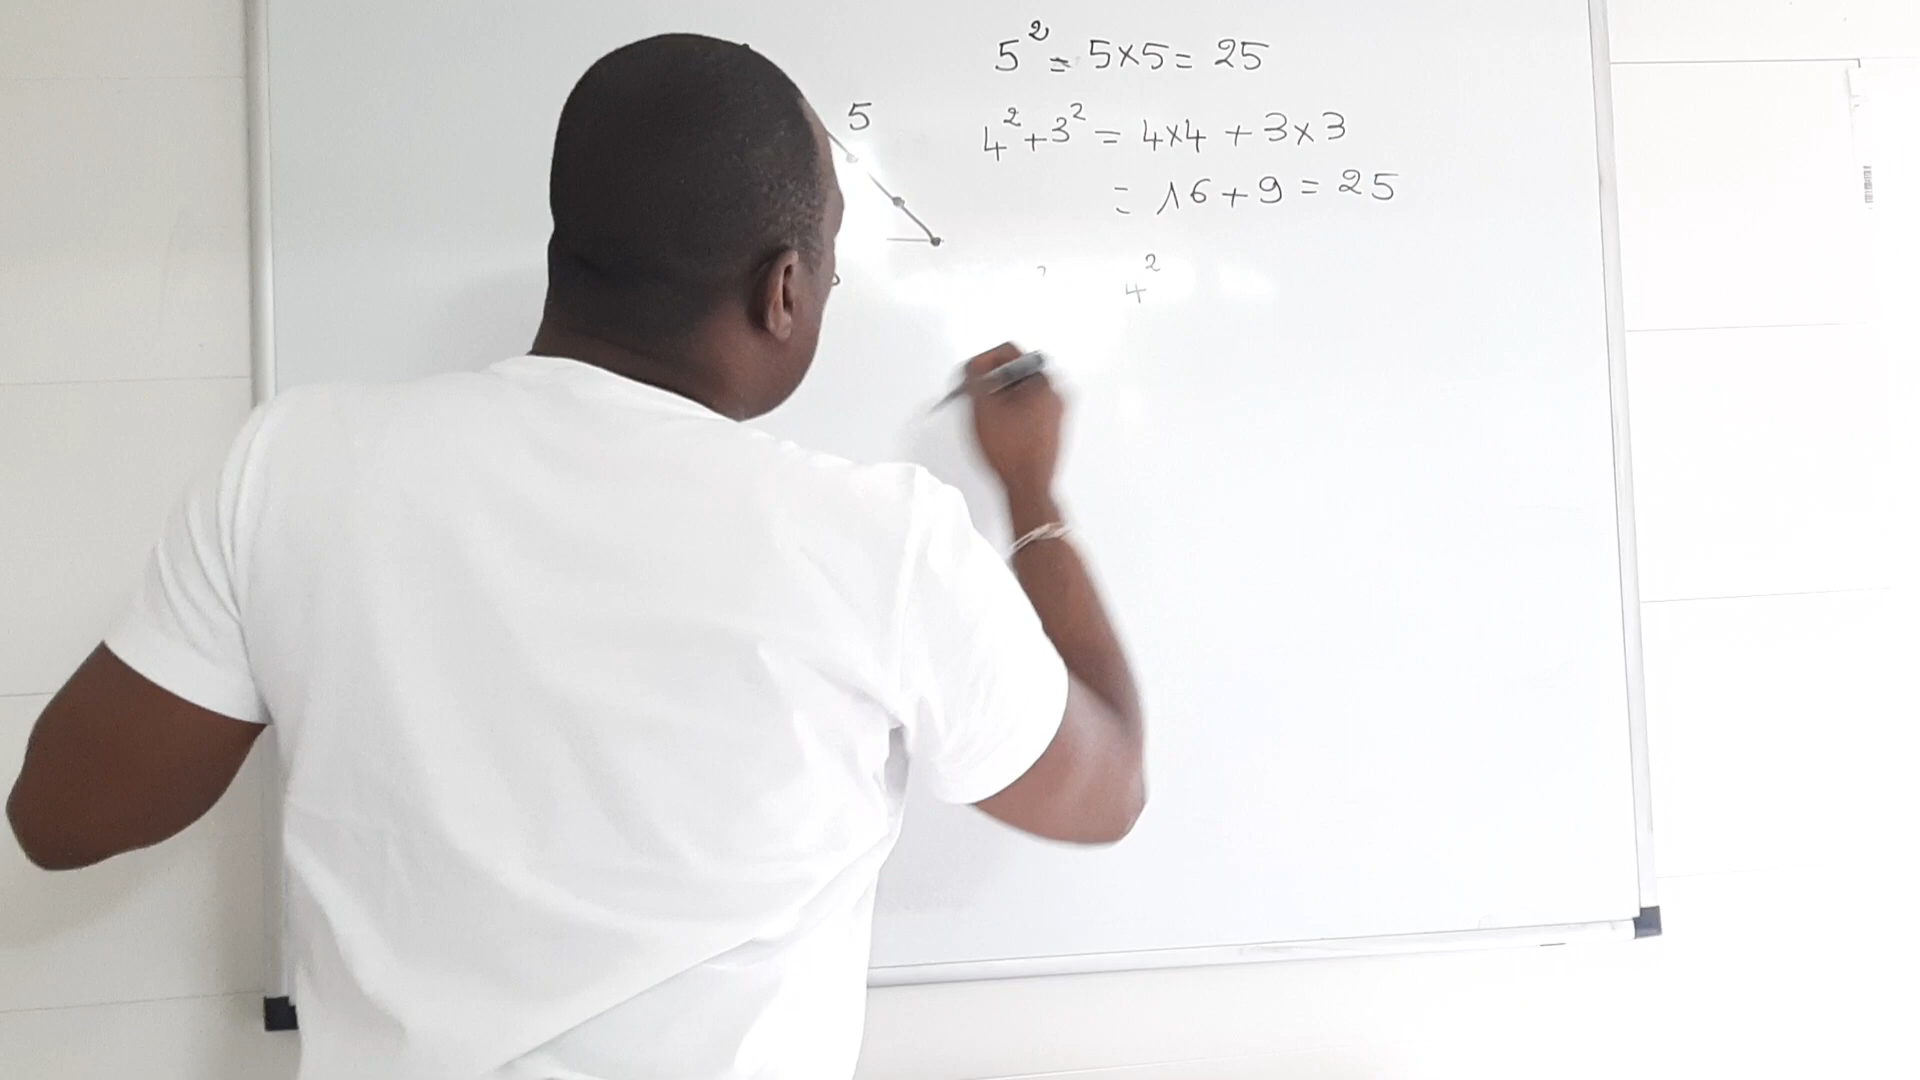 5² = 5×5 = 25
5
4² + 3² = 4×4 + 3×3
= 16 + 9 = 25
4²